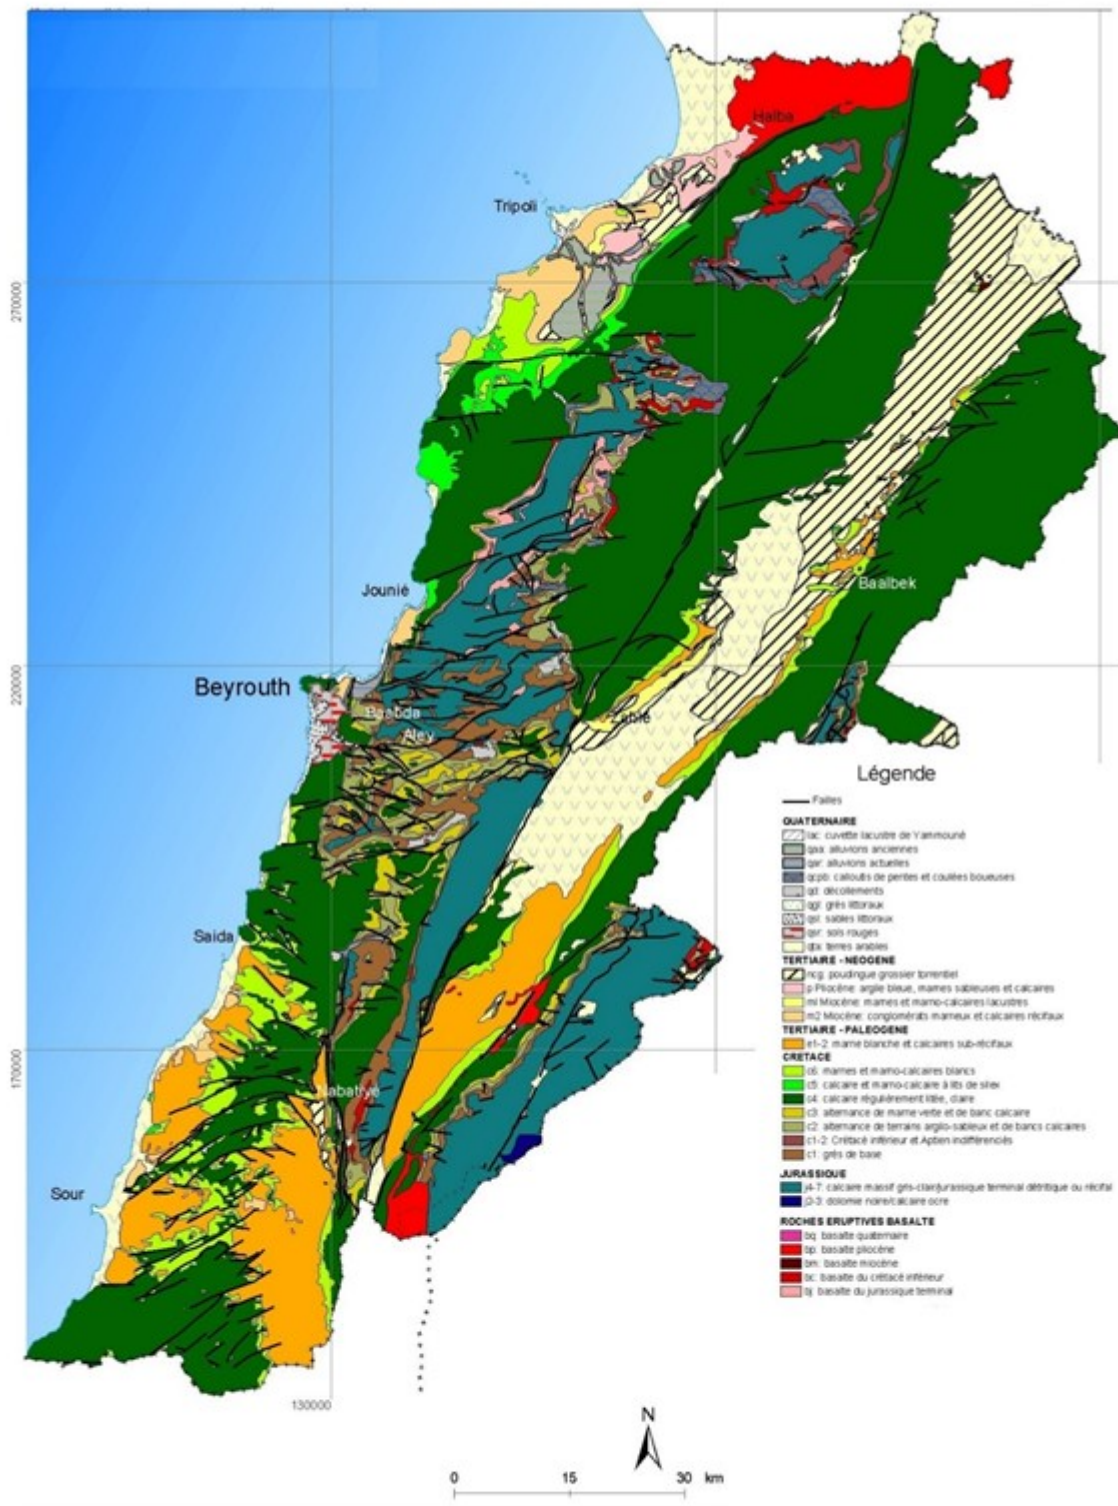 Halba
Tripoli
270000
Baalbek
Jounié
220000
Beyrouth
Baabda
Aley
Zahlé
Légende
Failles
QUATERNAIRE
lac: cuvette lacustre de Yammouné
qaa: alluvions anciennes
qar: alluvions actuelles
qcpb: calloutis de pentes et coulées boueuses
qd: décollements
qgl: grès littoraux
qsl: sables littoraux
qsr: sols rouges
qtx: terres arables
TERTIAIRE - NEOGENE
ncg: poudingue grossier torrentiel
p Pliocène: argile bleue, marnes sableuses et calcaires
ml Miocène: marnes et marno-calcaires lacustres
m2 Miocène: conglomérats marneux et calcaires récifaux
TERTIAIRE - PALEOGENE
e1-2: marne blanche et calcaires sub-récifaux
CRETACE
c6: marnes et marno-calcaires blancs
c5: calcaire et marno-calcaire à lits de silex
c4: calcaire régulièrement litée, claire
c3: alternance de marne verte et de banc calcaire
c2: alternance de terrains argilo-sableux et de bancs calcaires
c1-2: Crétacé inférieur et Aptien indifférenciés
c1: grès de base
JURASSIQUE
j4-7: calcaire massif gris-clair/jurassique terminal détritique ou récifal
j2-3: dolomie noire/calcaire ocre
ROCHES ERUPTIVES BASALTE
bq: basalte quaternaire
bp: basalte pliocène
bm: basalte miocène
bc: basalte du crétacé inférieur
bj: basalte du jurassique terminal
Saida
170000
Nabatiye
Sour
130000
N
0 15 30 km